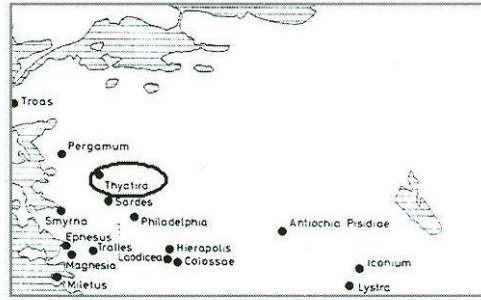 Troas
Pergamum
Thyatira
Sardes
Smyrna
Philadelphia
Antiochia Pisidiae
Ephesus
Tralles
Hierapolis
Laodicea
Colossae
Magnesia
Iconium
Miletus
Lystra